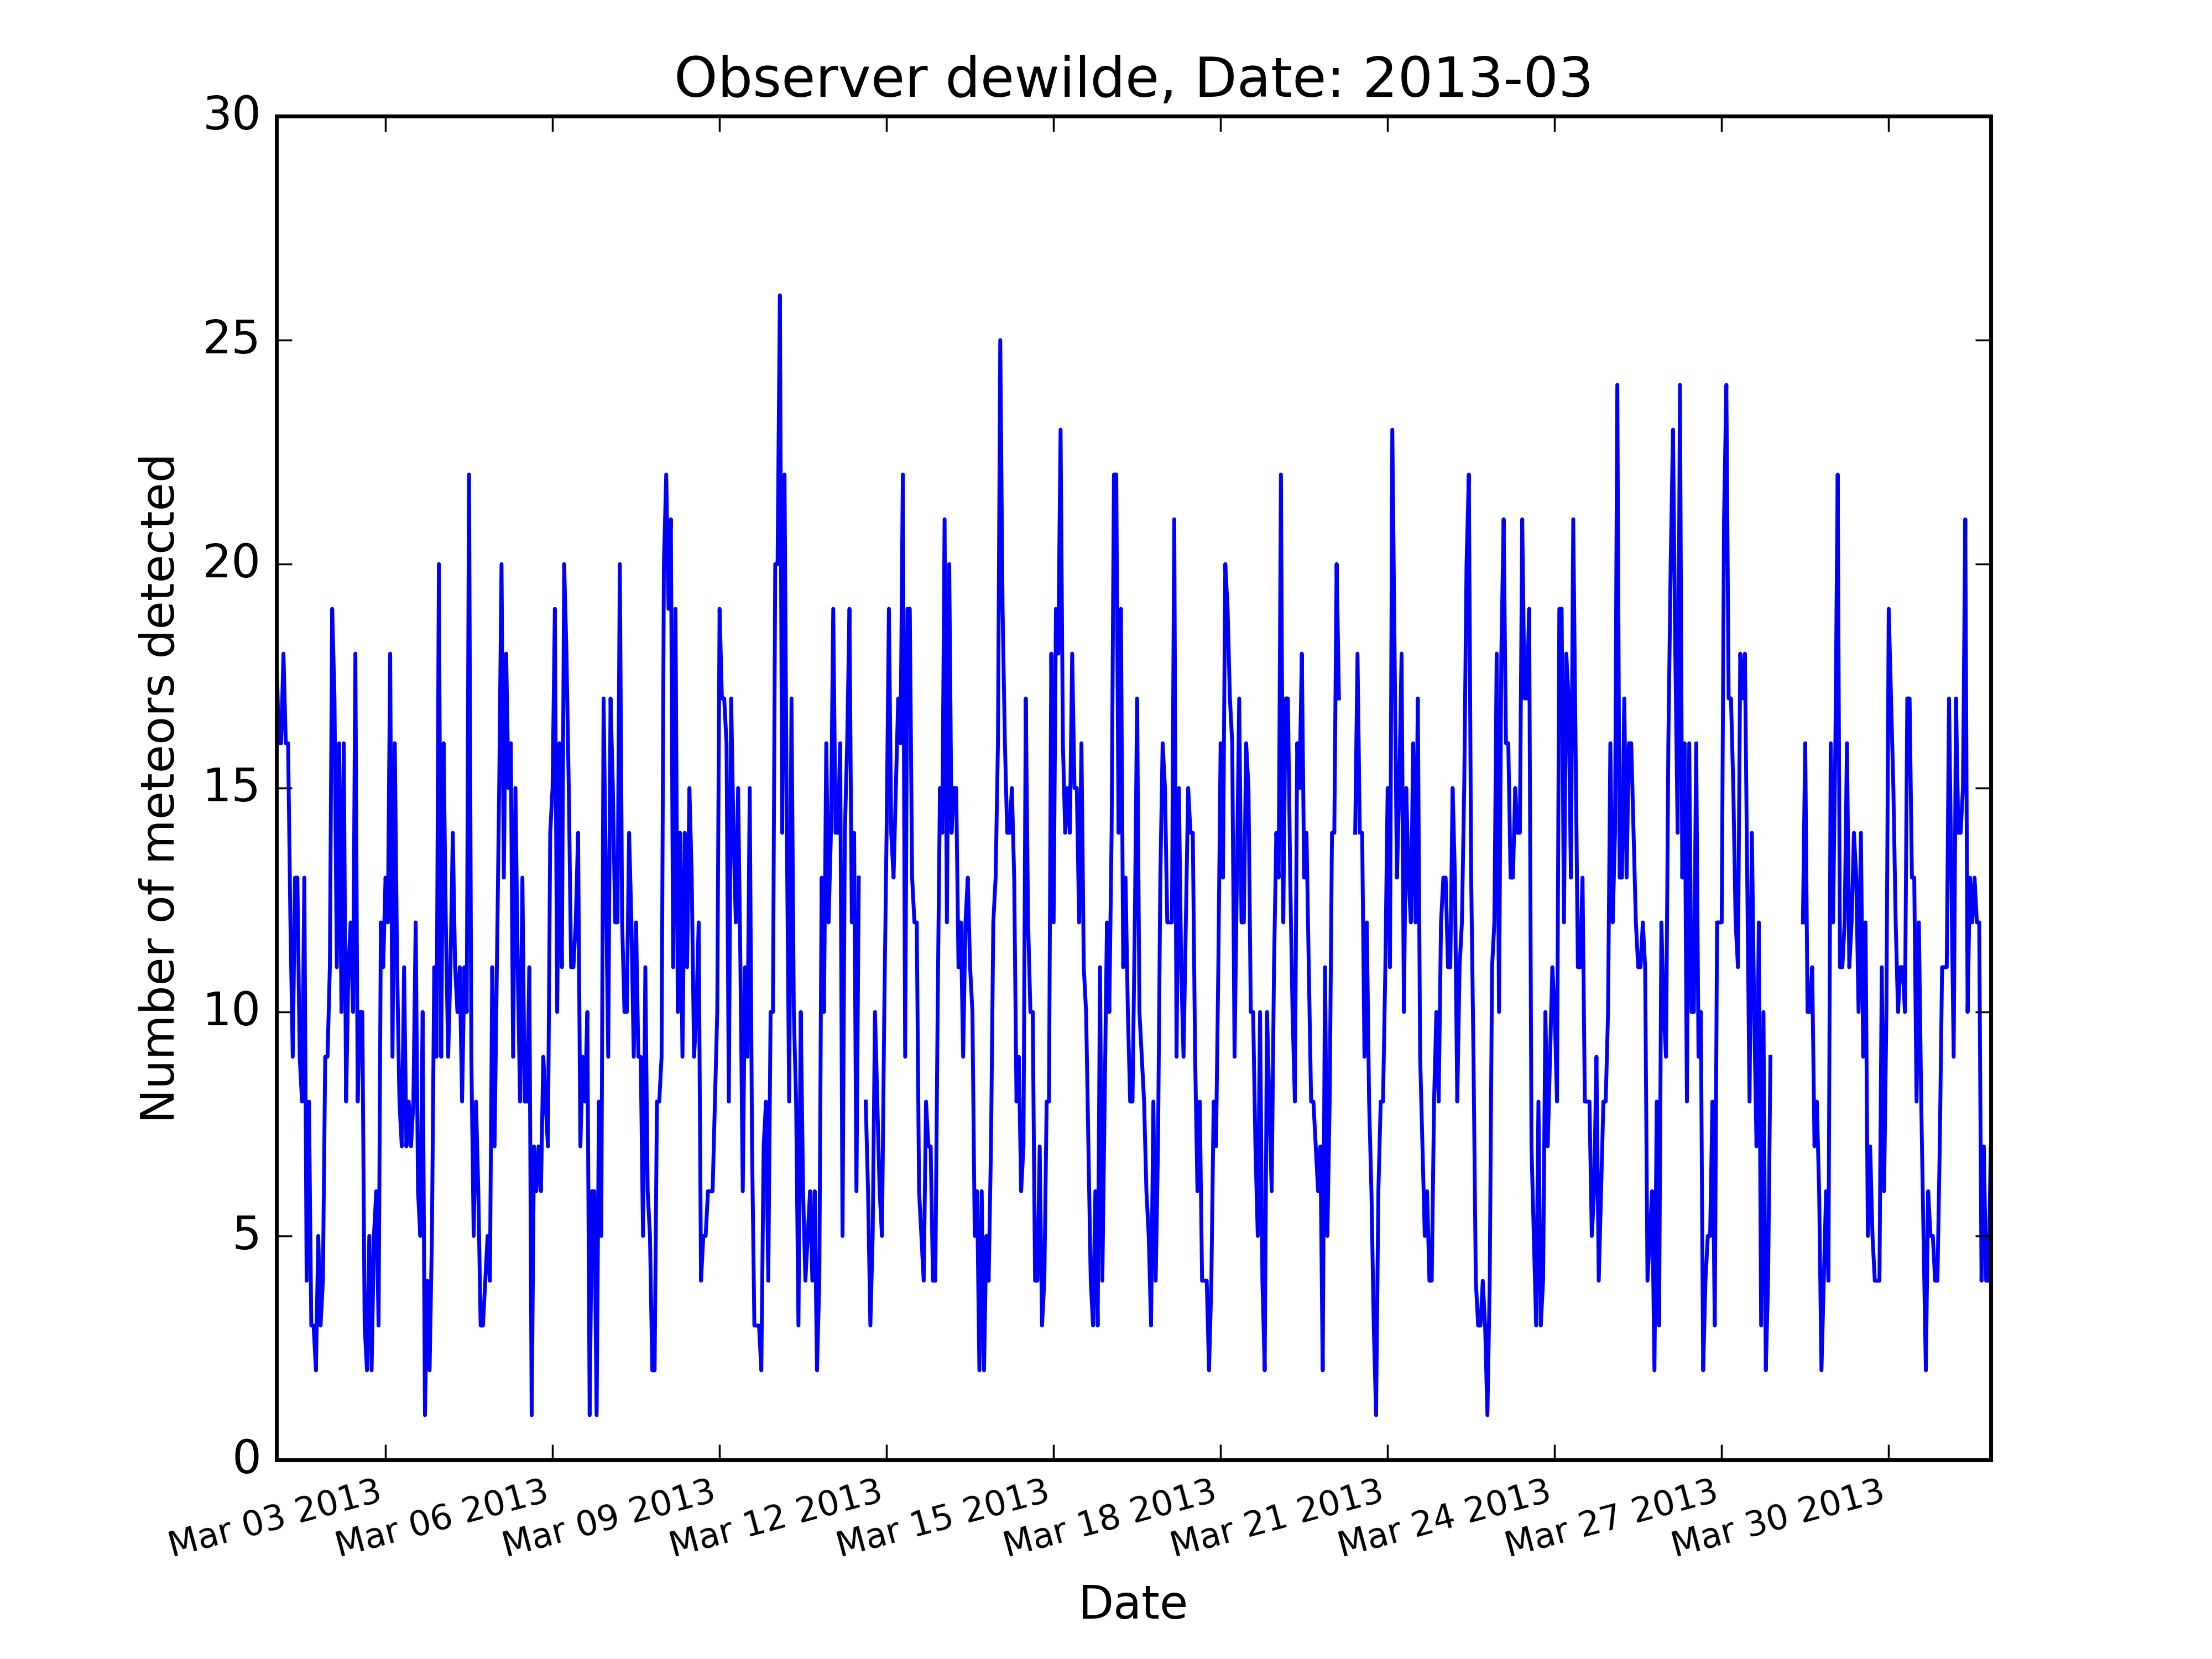 Observer dewilde, Date: 2013-03
30
25
20
15
10
5
0
Number of meteors detected
Mar 03 2013
Mar 06 2013
Mar 09 2013
Mar 12 2013
Mar 15 2013
Mar 18 2013
Mar 21 2013
Mar 24 2013
Mar 27 2013
Mar 30 2013
Date